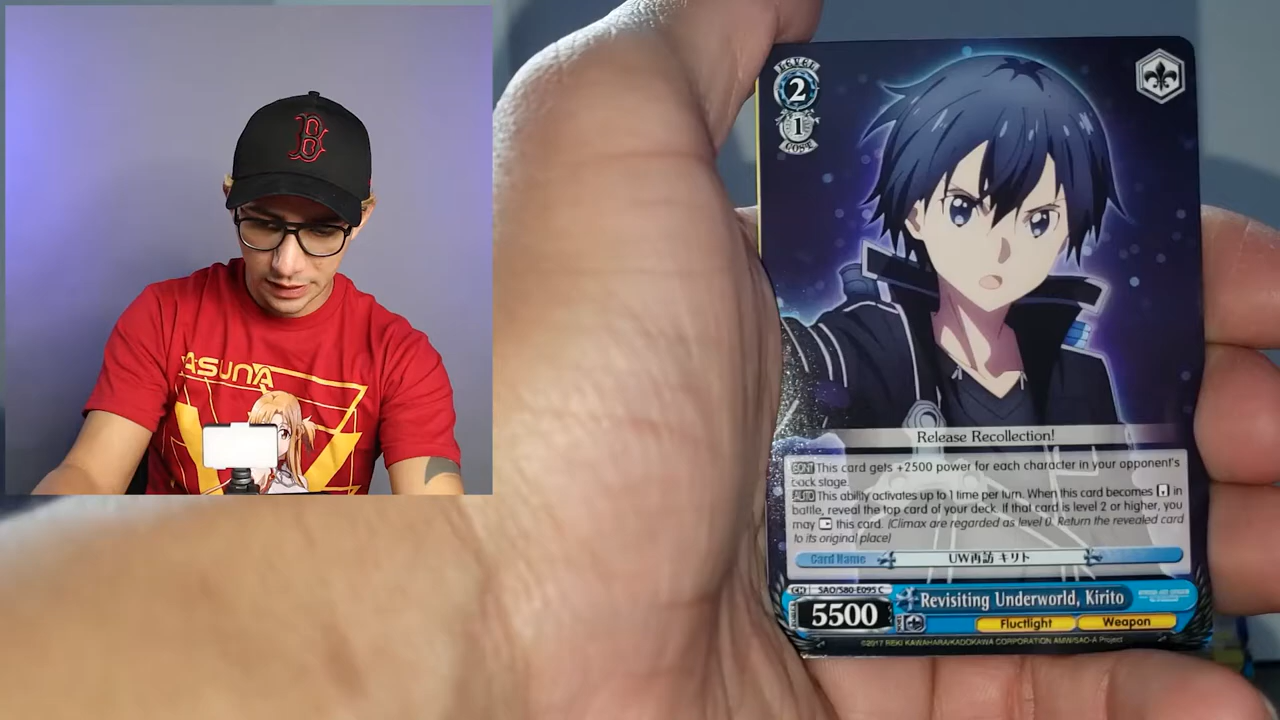 B
ASUNA
LEVEL
2
1
COST
Release Recollection!
CONT This card gets +2500 power for each character in your opponent's
back stage.
AUTO This ability activates up to 1 time per turn. When this card becomes in
battle, reveal the top card of your deck. If that card is level 2 or higher, you
may this card. (Climax are regarded as level 0. Return the revealed card
to its original place)
Card Name UW再訪 キリト
CH SAO/S80-E095 C
5500 Revisiting Underworld, Kirito
Fluctlight Weapon
©2017 REKI KAWAHARA/KADOKAWA CORPORATION AMW/SAO-A Project